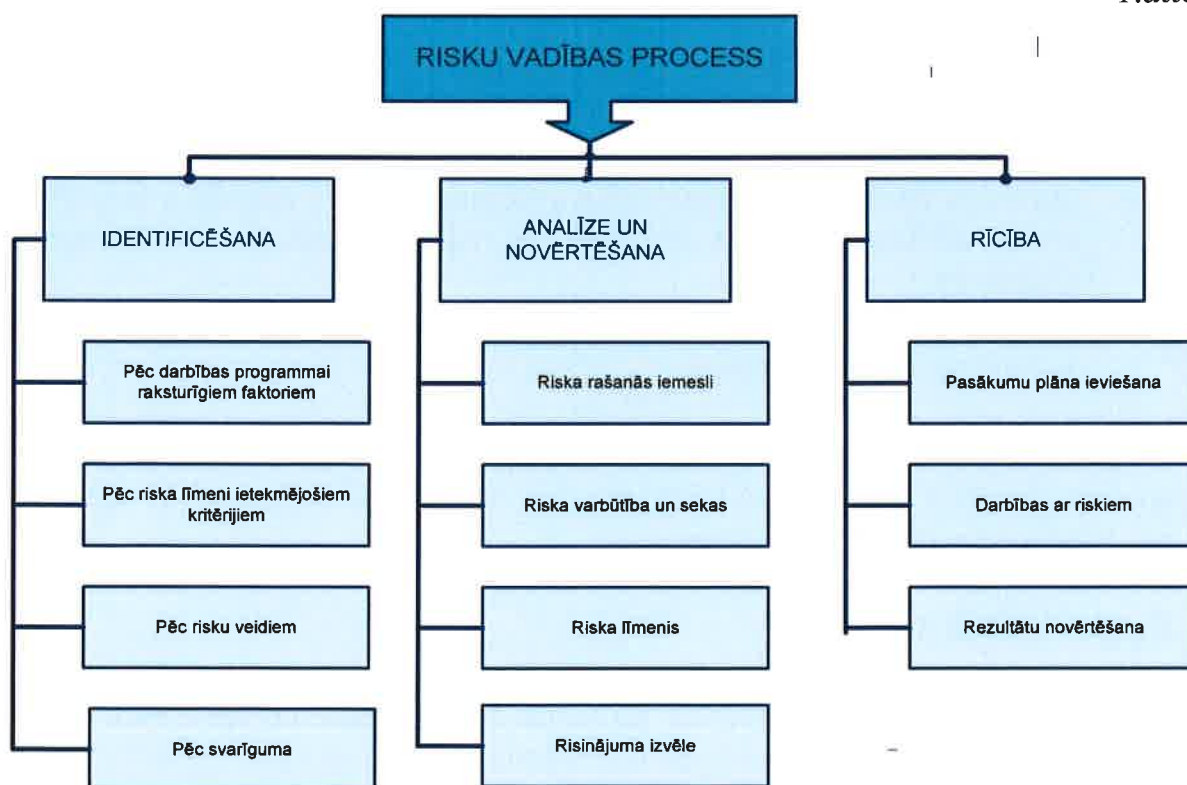 RISKU VADĪBAS PROCESS
IDENTIFICĒŠANA
Pēc darbības programmai
raksturīgiem faktoriem
Pēc riska līmeni ietekmējošiem
kritērijiem
Pēc risku veidiem
Pēc svarīguma
ANALĪZE UN
NOVĒRTĒŠANA
Riska rašanās iemesli
Riska varbūtība un sekas
Riska līmenis
Risinājuma izvēle
RĪCĪBA
Pasākumu plāna ieviešana
Darbības ar riskiem
Rezultātu novērtēšana